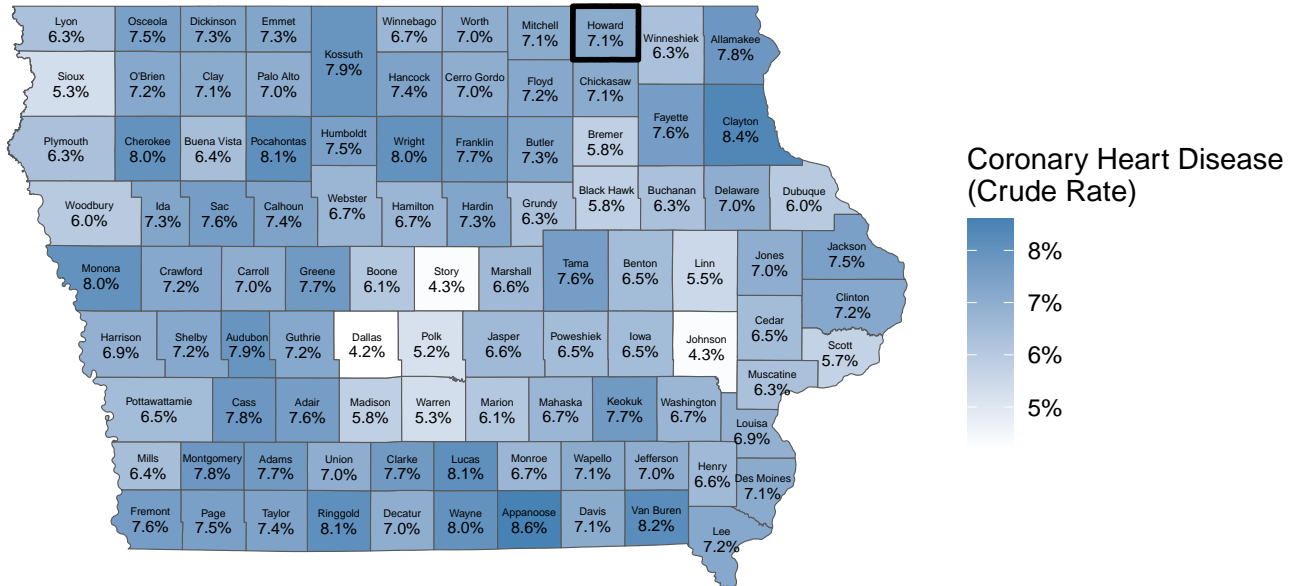 Lyon
6.3%
Osceola
7.5%
Dickinson
7.3%
Emmet
7.3%
Kossuth
7.9%
Winnebago
6.7%
Worth
7.0%
Mitchell
7.1%
Howard
7.1%
Winneshiek
6.3%
Allamakee
7.8%
Sioux
5.3%
O'Brien
7.2%
Clay
7.1%
Palo Alto
7.0%
Hancock
7.4%
Cerro Gordo
7.0%
Floyd
7.2%
Chickasaw
7.1%
Fayette
7.6%
Clayton
8.4%
Plymouth
6.3%
Cherokee
8.0%
Buena Vista
6.4%
Pocahontas
8.1%
Humboldt
7.5%
Wright
8.0%
Franklin
7.7%
Butler
7.3%
Bremer
5.8%
Woodbury
6.0%
Ida
7.3%
Sac
7.6%
Calhoun
7.4%
Webster
6.7%
Hamilton
6.7%
Hardin
7.3%
Grundy
6.3%
Black Hawk
5.8%
Buchanan
6.3%
Delaware
7.0%
Dubuque
6.0%
Monona
8.0%
Crawford
7.2%
Carroll
7.0%
Greene
7.7%
Boone
6.1%
Story
4.3%
Marshall
6.6%
Tama
7.6%
Benton
6.5%
Linn
5.5%
Jones
7.0%
Jackson
7.5%
Clinton
7.2%
Harrison
6.9%
Shelby
7.2%
Audubon
7.9%
Guthrie
7.2%
Dallas
4.2%
Polk
5.2%
Jasper
6.6%
Poweshiek
6.5%
Iowa
6.5%
Johnson
4.3%
Cedar
6.5%
Scott
5.7%
Muscatine
6.3%
Pottawattamie
6.5%
Cass
7.8%
Adair
7.6%
Madison
5.8%
Warren
5.3%
Marion
6.1%
Mahaska
6.7%
Keokuk
7.7%
Washington
6.7%
Louisa
6.9%
Mills
6.4%
Montgomery
7.8%
Adams
7.7%
Union
7.0%
Clarke
7.7%
Lucas
8.1%
Monroe
6.7%
Wapello
7.1%
Jefferson
7.0%
Henry
6.6%
Des Moines
7.1%
Fremont
7.6%
Page
7.5%
Taylor
7.4%
Ringgold
8.1%
Decatur
7.0%
Wayne
8.0%
Appanoose
8.6%
Davis
7.1%
Van Buren
8.2%
Lee
7.2%
Coronary Heart Disease
(Crude Rate)
8%
7%
6%
5%